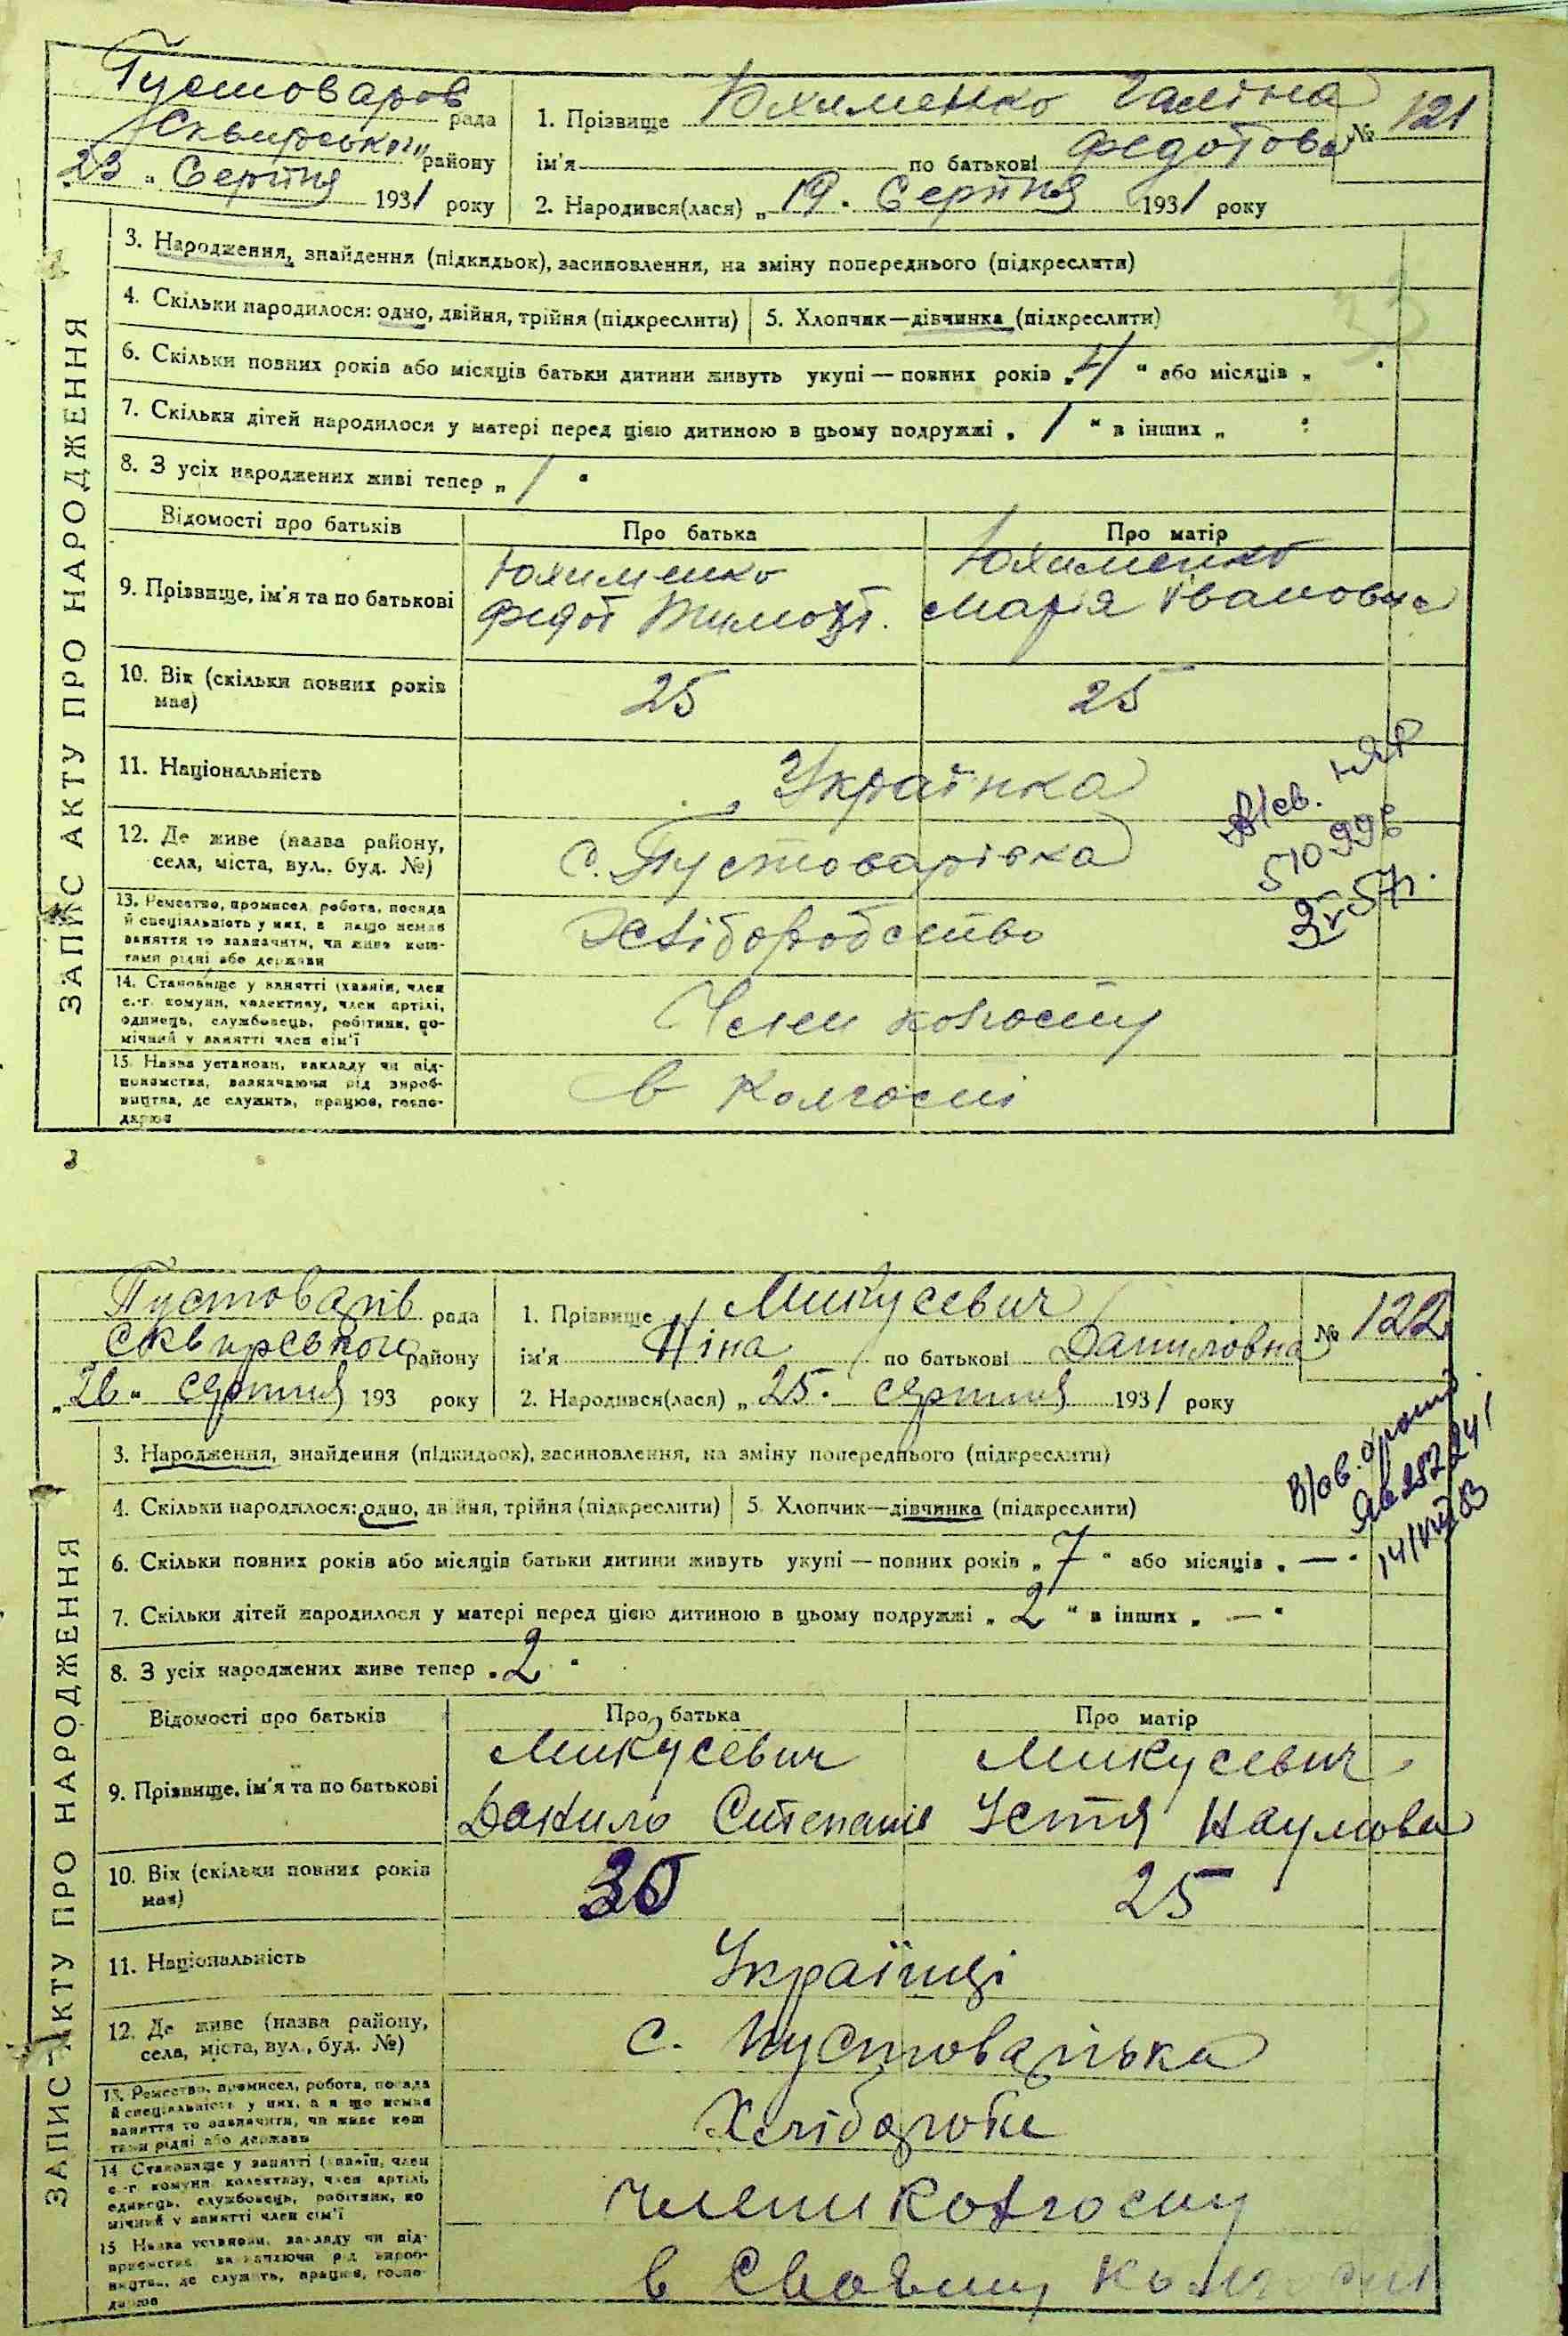 ЗАПИС АКТУ ПРО НАРОДЖЕННЯ
Пустоваров рада
Сквирського району
"23" Серпня 1931 року
1. Прізвище Юхименко Галіна
ім'я по батькові Федотова
№ 121
2. Народився(лася) "19" Серпня 1931 року
3. Народження, знайдення (підкидьок), засиновлення, на зміну попереднього (підкреслити)
4. Скільки народилося: одно, двійня, трійня (підкреслити) 5. Хлопчик—дівчинка (підкреслити)
6. Скільки повних років або місяців батьки дитини живуть укупі — повних років "4" або місяців "
7. Скільки дітей народилося у матері перед цією дитиною в цьому подружжі "1" в інших "
8. З усіх народжених живі тепер "1"
Відомості про батьків Про батька Про матір
9. Прізвище, ім'я та по батькові
Юхименко Юхименко
Федот Тимофт. Марія Івановна
10. Вік (скільки повних років має) 25 25
11. Національність Українка
12. Де живе (назва району, села, міста, вул., буд. №) с. Пустоварівка
13. Ремество, промисел, робота, посада й спеціяльність у них, а якщо немає заняття то зазначити, чи живе коштами рідні або держави
14. Становище у занятті (хазяїн, член с.-г. комуни, колективу, член артілі, одинець, службовець, робітник, помічний у занятті член сім'ї Член колгоспу
15. Назва установи, закладу чи підприємства, зазначаючи рід виробництва, де служить, працює, господарює в Колгоспі
510996
57р.
ЗАПИС АКТУ ПРО НАРОДЖЕННЯ
Пустоварів рада
Сквирського району
"26" серпня 193 року
1. Прізвище Микусевич
ім'я Ніна по батькові Даниловна
№ 122
2. Народився(лася) "25" серпня 1931 року
3. Народження, знайдення (підкидьок), засиновлення, на зміну попереднього (підкреслити)
4. Скільки народилося: одно, двійня, трійня (підкреслити) 5. Хлопчик—дівчинка (підкреслити)
6. Скільки повних років або місяців батьки дитини живуть укупі — повних років "7" або місяців "—"
7. Скільки дітей народилося у матері перед цією дитиною в цьому подружжі "2" в інших "—"
8. З усіх народжених живе тепер "2"
Відомості про батьків Про батька Про матір
9. Прізвище, ім'я та по батькові
Микусевич Микусевич
Данило Степанів Устя Наумова
10. Вік (скільки повних років має) 30 25
11. Національність Українці
12. Де живе (назва району, села, міста, вул., буд. №) с. Пустоварівка
13. Ремество, промисел, робота, посада й спеціяльність у них, а якщо немає заняття то зазначити, чи живе коштами рідні або держави Хлібороби
14. Становище у занятті (хазяїн, член с.-г. комуни, колективу, член артілі, одинець, службовець, робітник, помічний у занятті член сім'ї члени колгоспу
15. Назва установи, закладу чи підприємства зазначаючи рід виробництва, де служить, працює, господарює в своєму колгоспі